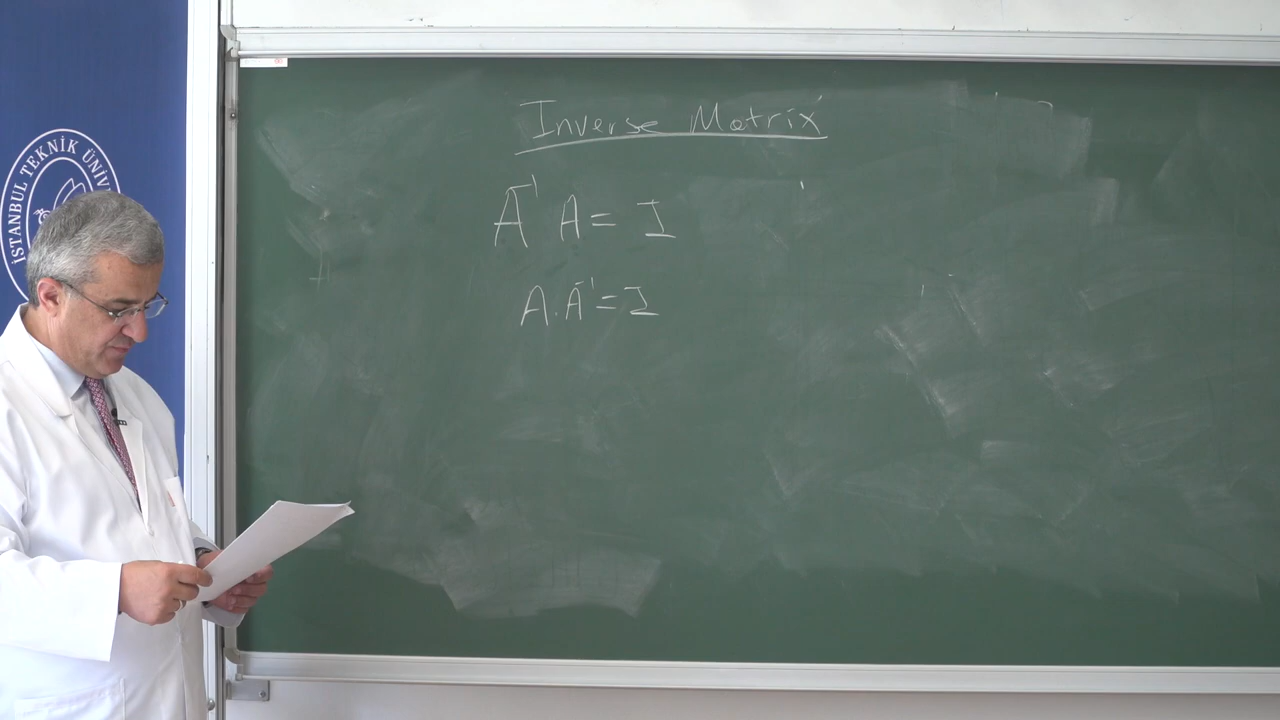 İSTANBUL TEKNİK ÜNİV
Inverse Matrix
A⁻¹ A = I
A . A⁻¹ = I